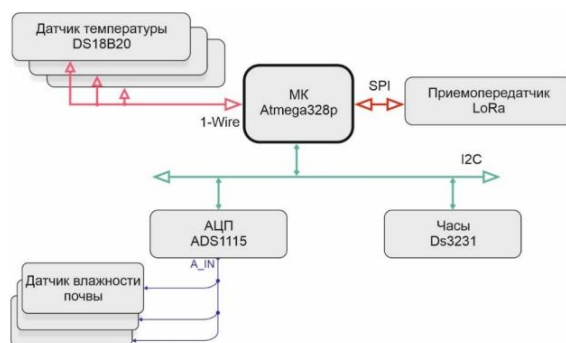 Датчик температуры
DS18B20
МК
Atmega328p
SPI
Приемопередатчик
LoRa
1-Wire
I2C
АЦП
ADS1115
Часы
Ds3231
A_IN
Датчик влажности
почвы